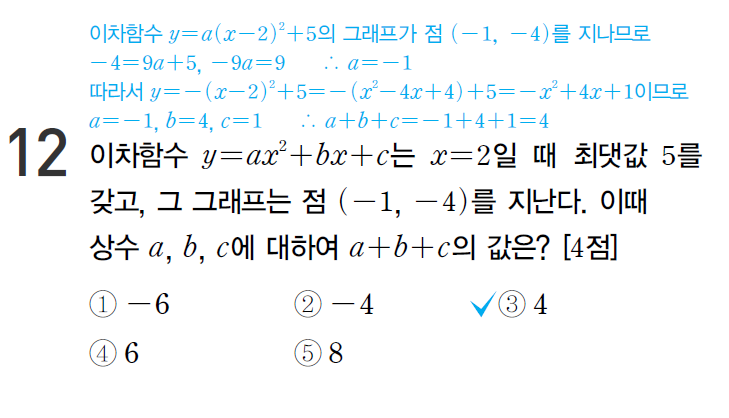 이차함수 y=a(x-2)²+5의 그래프가 점 (-1, -4)를 지나므로
-4=9a+5, -9a=9 ∴ a=-1
따라서 y=-(x-2)²+5=-(x²-4x+4)+5=-x²+4x+1이므로
a=-1, b=4, c=1 ∴ a+b+c=-1+4+1=4
12 이차함수 y=ax²+bx+c는 x=2일 때 최댓값 5를
갖고, 그 그래프는 점 (-1, -4)를 지난다. 이때
상수 a, b, c에 대하여 a+b+c의 값은? [4점]
① -6 ② -4 ✓③ 4
④ 6 ⑤ 8